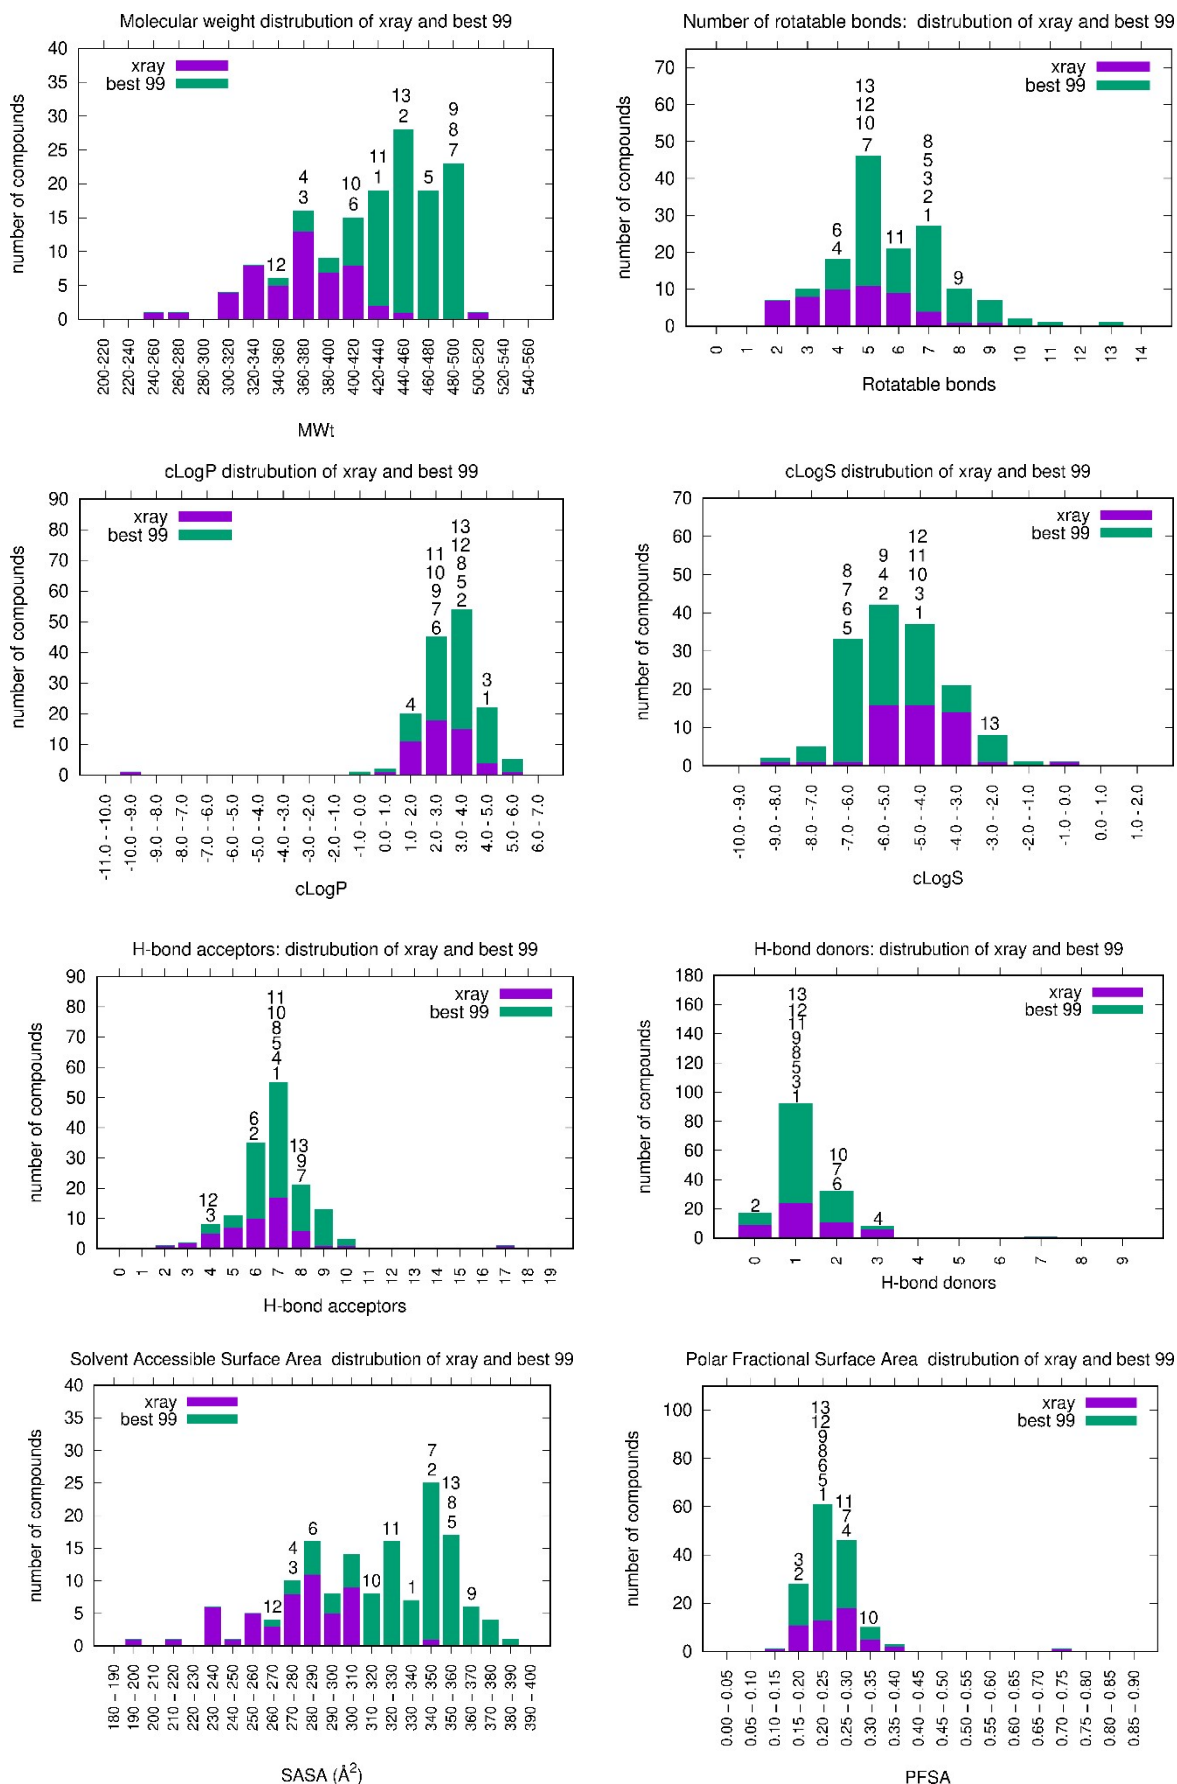 Molecular weight distrubution of xray and best 99
number of compounds
40
35
30
25
20
15
10
5
0
xray
best 99
12
4
3
10
6
11
1
13
2
5
9
8
7
200-220
220-240
240-260
260-280
280-300
300-320
320-340
340-360
360-380
380-400
400-420
420-440
440-460
460-480
480-500
500-520
520-540
540-560
MWt
Number of rotatable bonds:  distrubution of xray and best 99
number of compounds
70
60
50
40
30
20
10
0
xray
best 99
6
4
13
12
10
7
11
8
5
3
2
1
9
0
1
2
3
4
5
6
7
8
9
10
11
12
13
14
Rotatable bonds
cLogP distrubution of xray and best 99
number of compounds
90
80
70
60
50
40
30
20
10
0
xray
best 99
4
11
10
9
7
6
13
12
8
5
2
3
1
-11.0 - -10.0
-10.0 - -9.0
-9.0 - -8.0
-8.0 - -7.0
-7.0 - -6.0
-6.0 - -5.0
-5.0 - -4.0
-4.0 - -3.0
-3.0 - -2.0
-2.0 - -1.0
-1.0 - 0.0
0.0 - 1.0
1.0 - 2.0
2.0 - 3.0
3.0 - 4.0
4.0 - 5.0
5.0 - 6.0
6.0 - 7.0
cLogP
cLogS distrubution of xray and best 99
number of compounds
70
60
50
40
30
20
10
0
xray
best 99
8
7
6
5
9
4
2
12
11
10
3
1
13
-10.0 - -9.0
-9.0 - -8.0
-8.0 - -7.0
-7.0 - -6.0
-6.0 - -5.0
-5.0 - -4.0
-4.0 - -3.0
-3.0 - -2.0
-2.0 - -1.0
-1.0 - 0.0
0.0 - 1.0
1.0 - 2.0
cLogS
H-bond acceptors: distrubution of xray and best 99
number of compounds
90
80
70
60
50
40
30
20
10
0
xray
best 99
12
3
6
2
11
10
8
5
4
1
13
9
7
0
1
2
3
4
5
6
7
8
9
10
11
12
13
14
15
16
17
18
19
H-bond acceptors
H-bond donors: distrubution of xray and best 99
number of compounds
180
160
140
120
100
80
60
40
20
0
xray
best 99
2
13
12
11
9
8
5
3
1
10
7
6
4
0
1
2
3
4
5
6
7
8
9
H-bond donors
Solvent Accessible Surface Area  distrubution of xray and best 99
number of compounds
40
35
30
25
20
15
10
5
0
xray
best 99
12
4
3
6
10
11
1
7
2
13
8
5
9
180 – 190
190 – 200
200 – 210
210 – 220
220 – 230
230 – 240
240 – 250
250 – 260
260 – 270
270 – 280
280 – 290
290 – 300
300 – 310
310 – 320
320 – 330
330 – 340
340 – 350
350 – 360
360 – 370
370 – 380
380 – 390
390 – 400
SASA (Å²)
Polar Fractional Surface Area  distrubution of xray and best 99
number of compounds
100
80
60
40
20
0
xray
best 99
3
2
13
12
9
8
6
5
1
11
7
4
10
0.00 – 0.05
0.05 – 0.10
0.10 – 0.15
0.15 – 0.20
0.20 – 0.25
0.25 – 0.30
0.30 – 0.35
0.35 – 0.40
0.40 – 0.45
0.45 – 0.50
0.50 – 0.55
0.55 – 0.60
0.60 – 0.65
0.65 – 0.70
0.70 – 0.75
0.75 – 0.80
0.80 – 0.85
0.85 – 0.90
PFSA